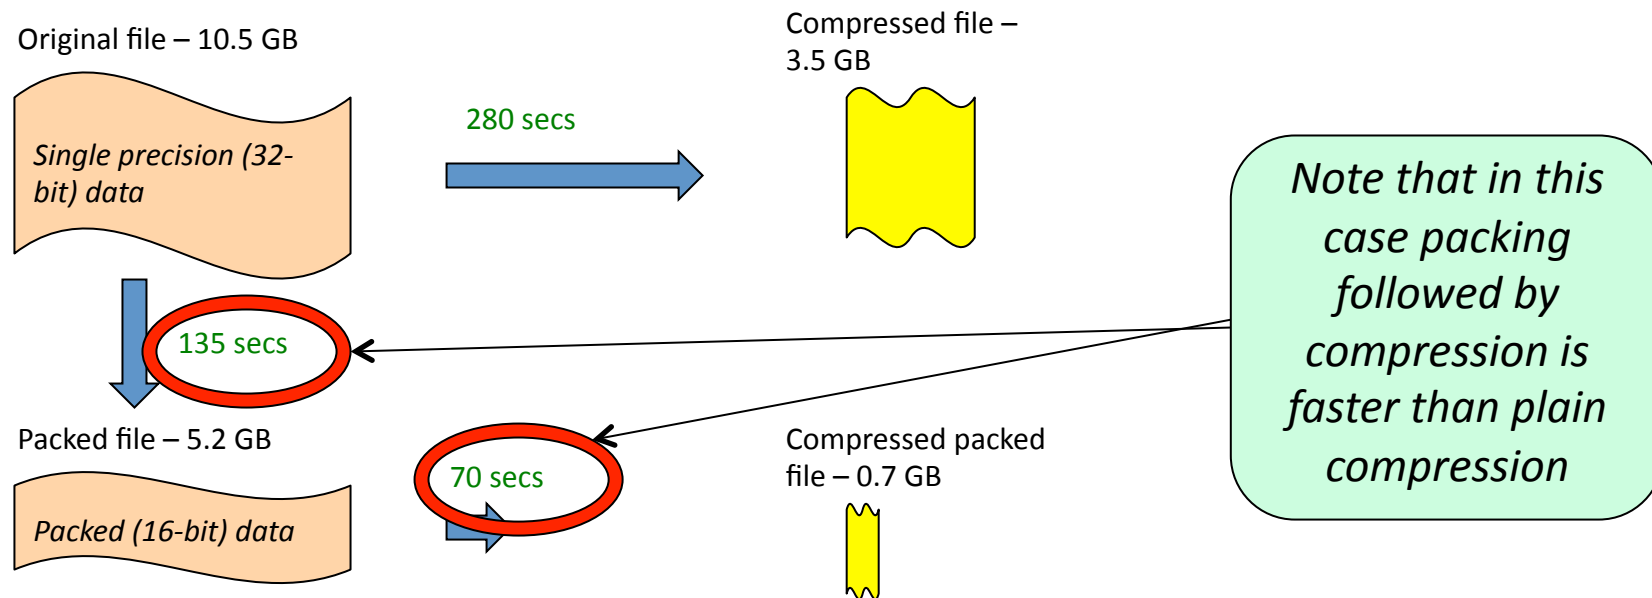 Original file – 10.5 GB
Single precision (32-
bit) data
280 secs
Compressed file –
3.5 GB
135 secs
Packed file – 5.2 GB
Packed (16-bit) data
70 secs
Compressed packed
file – 0.7 GB
Note that in this
case packing
followed by
compression is
faster than plain
compression